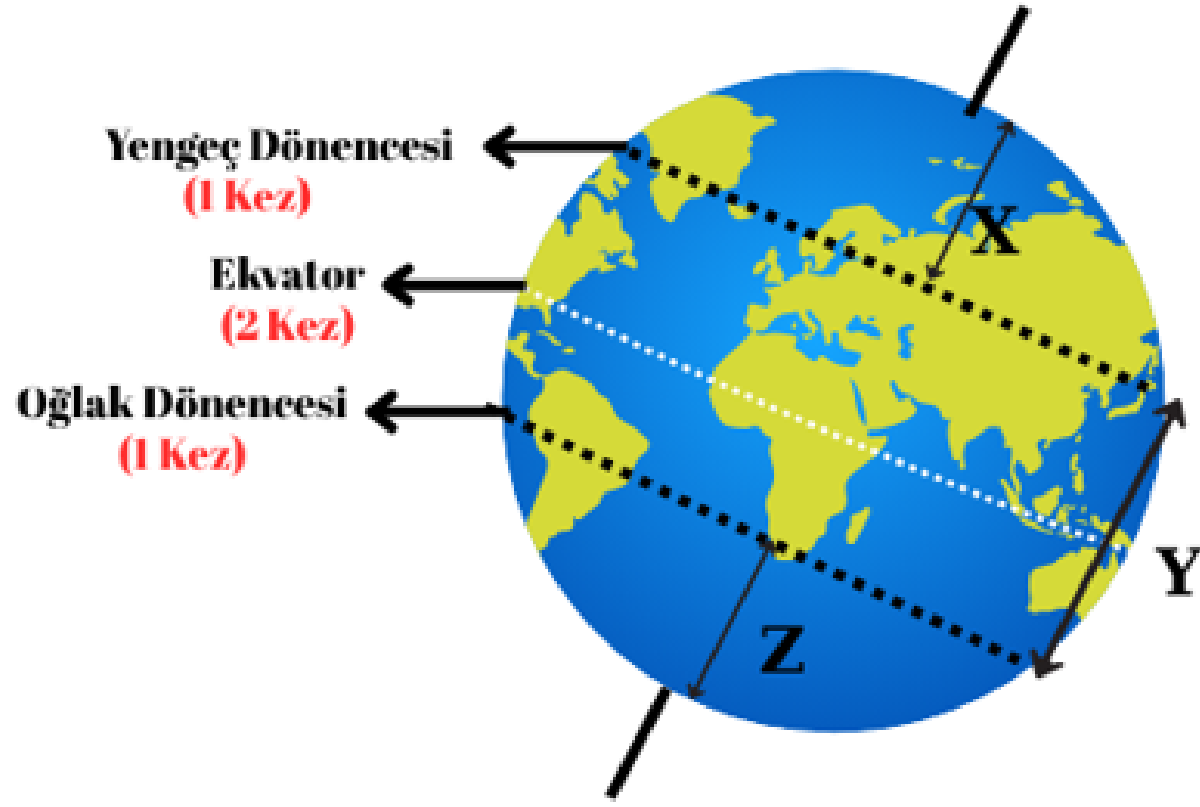 Yengeç Dönencesi
(1 Kez)
Ekvator
(2 Kez)
Oğlak Dönencesi
(1 Kez)
X
Y
Z